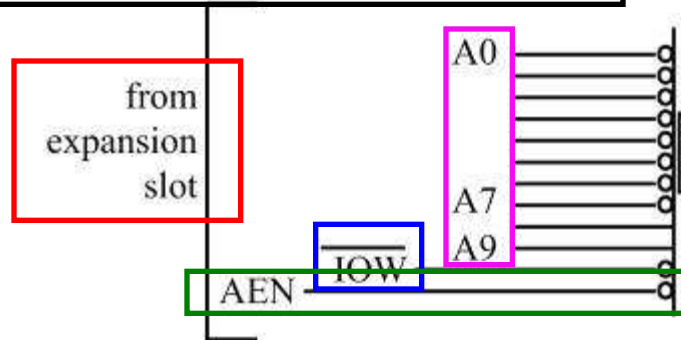 from
expansion
slot
A0
A7
A9
IOW
AEN